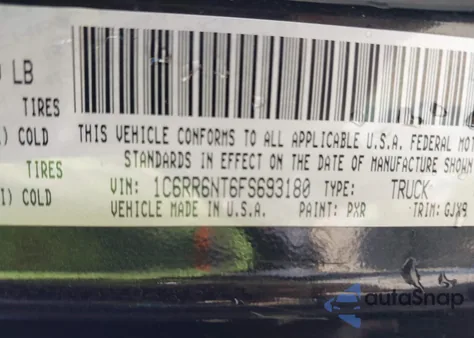 LB
TIRES
COLD
THIS VEHICLE CONFORMS TO ALL APPLICABLE U.S.A. FEDERAL MOT
STANDARDS IN EFFECT ON THE DATE OF MANUFACTURE SHOWN
TIRES
VIN: 1C6RR6NT6FS693180 TYPE: TRUCK
I) COLD
VEHICLE MADE IN U.S.A. PAINT: PXR TRIM: GJX9
autoSnap